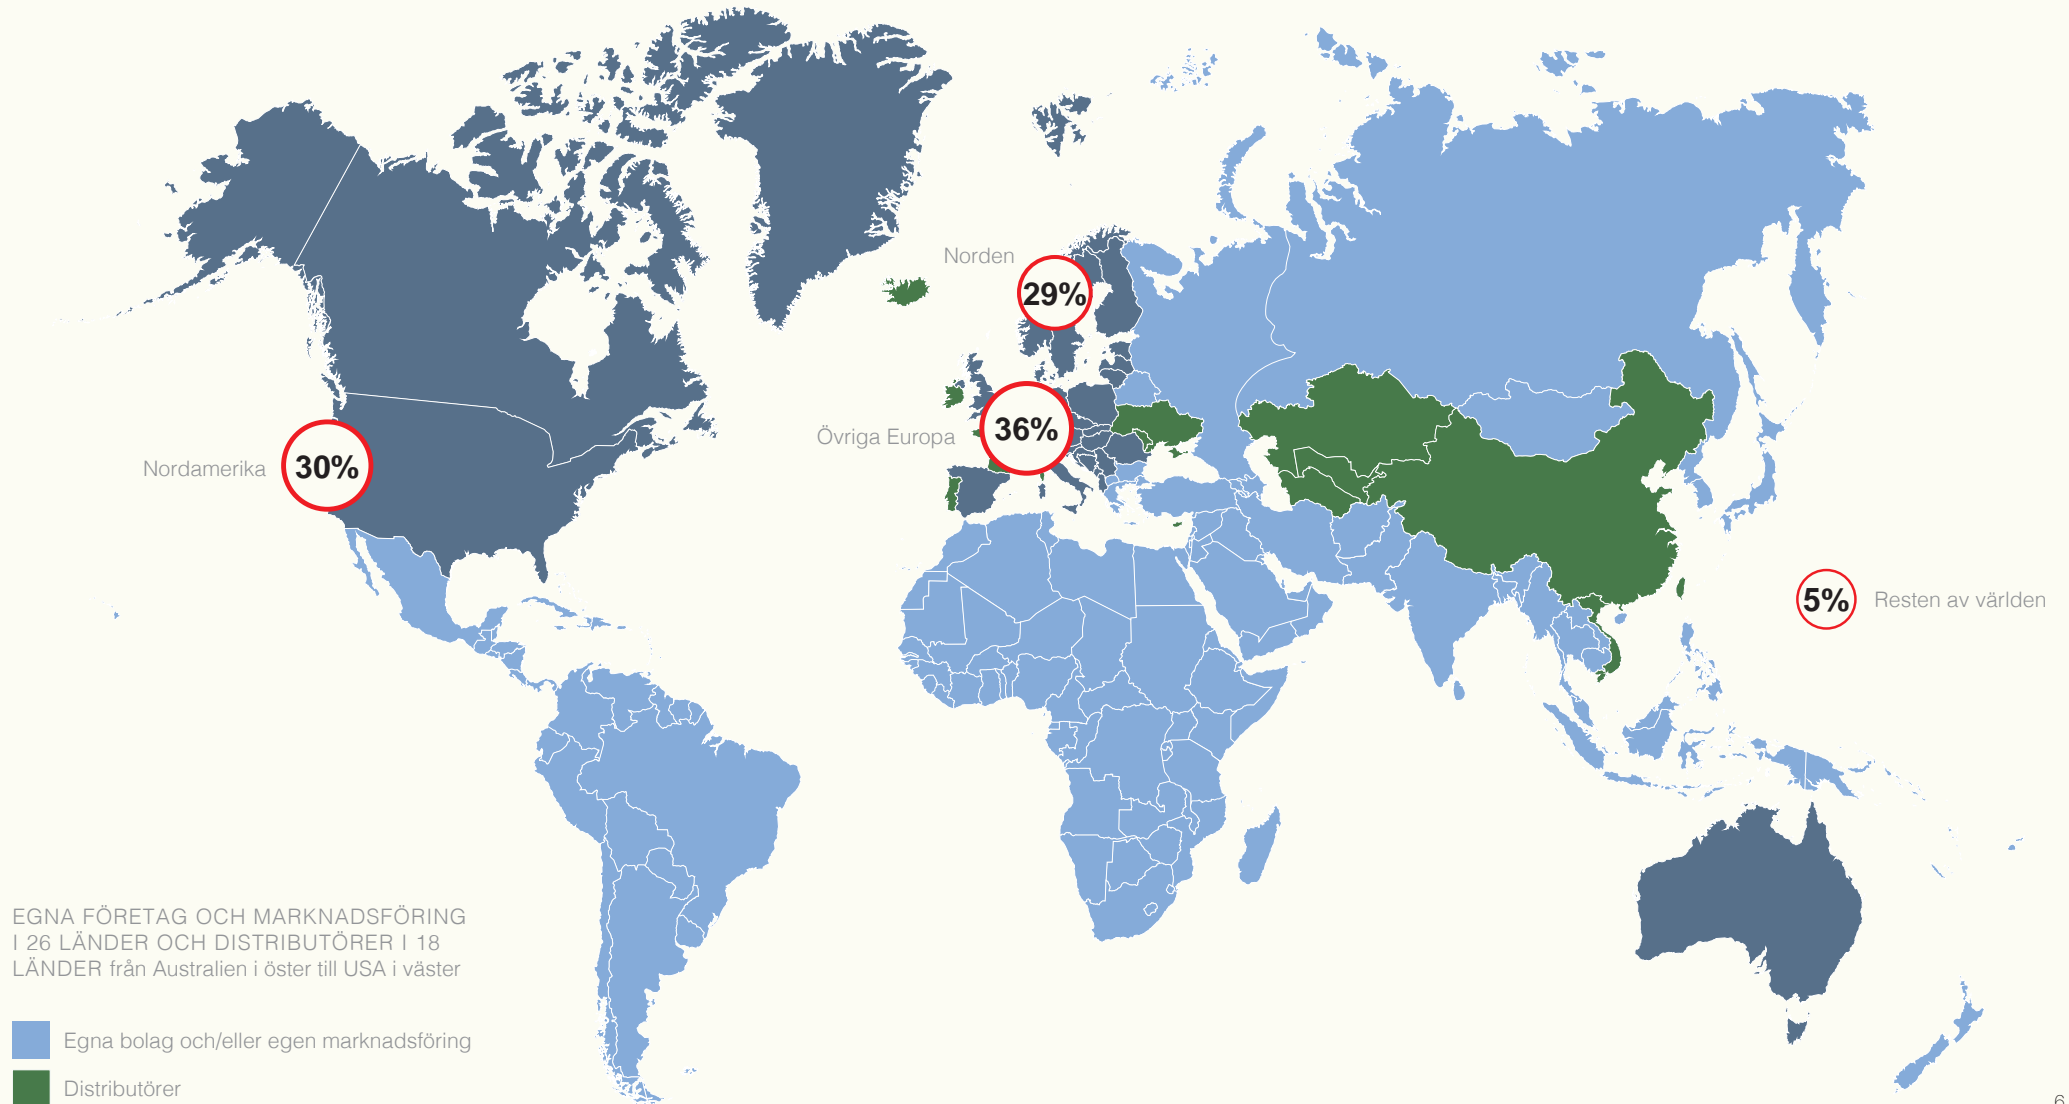 Norden
29%
Övriga Europa
36%
Nordamerika
30%
5%
Resten av världen
EGNA FÖRETAG OCH MARKNADSFÖRING
I 26 LÄNDER OCH DISTRIBUTÖRER I 18
LÄNDER från Australien i öster till USA i väster
Egna bolag och/eller egen marknadsföring
Distributörer
6